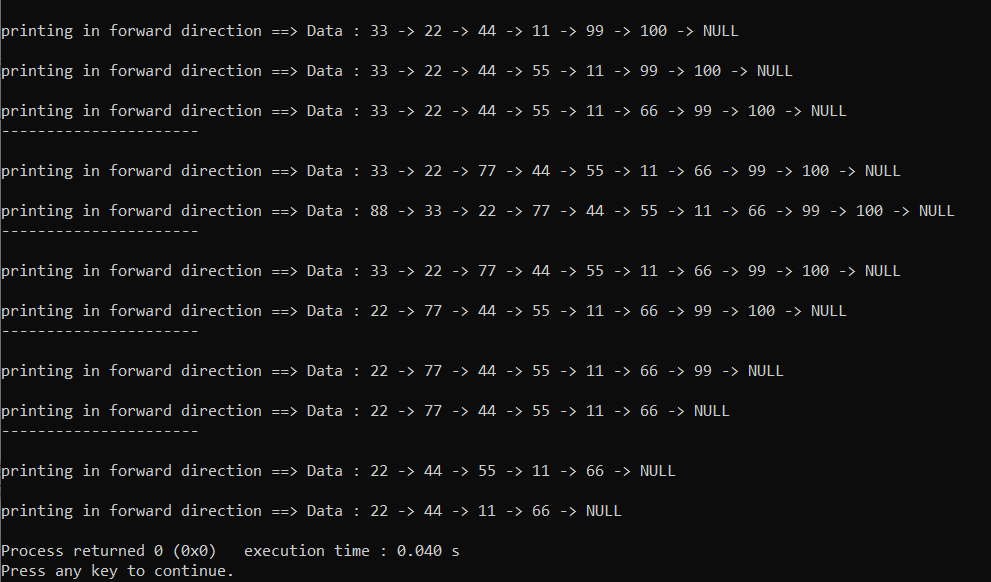 printing in forward direction ==> Data : 33 -> 22 -> 44 -> 11 -> 99 -> 100 -> NULL
printing in forward direction ==> Data : 33 -> 22 -> 44 -> 55 -> 11 -> 99 -> 100 -> NULL
printing in forward direction ==> Data : 33 -> 22 -> 44 -> 55 -> 11 -> 66 -> 99 -> 100 -> NULL
----------------------
printing in forward direction ==> Data : 33 -> 22 -> 77 -> 44 -> 55 -> 11 -> 66 -> 99 -> 100 -> NULL
printing in forward direction ==> Data : 88 -> 33 -> 22 -> 77 -> 44 -> 55 -> 11 -> 66 -> 99 -> 100 -> NULL
----------------------
printing in forward direction ==> Data : 33 -> 22 -> 77 -> 44 -> 55 -> 11 -> 66 -> 99 -> 100 -> NULL
printing in forward direction ==> Data : 22 -> 77 -> 44 -> 55 -> 11 -> 66 -> 99 -> 100 -> NULL
----------------------
printing in forward direction ==> Data : 22 -> 77 -> 44 -> 55 -> 11 -> 66 -> 99 -> NULL
printing in forward direction ==> Data : 22 -> 77 -> 44 -> 55 -> 11 -> 66 -> NULL
----------------------
printing in forward direction ==> Data : 22 -> 44 -> 55 -> 11 -> 66 -> NULL
printing in forward direction ==> Data : 22 -> 44 -> 11 -> 66 -> NULL
Process returned 0 (0x0)   execution time : 0.040 s
Press any key to continue.